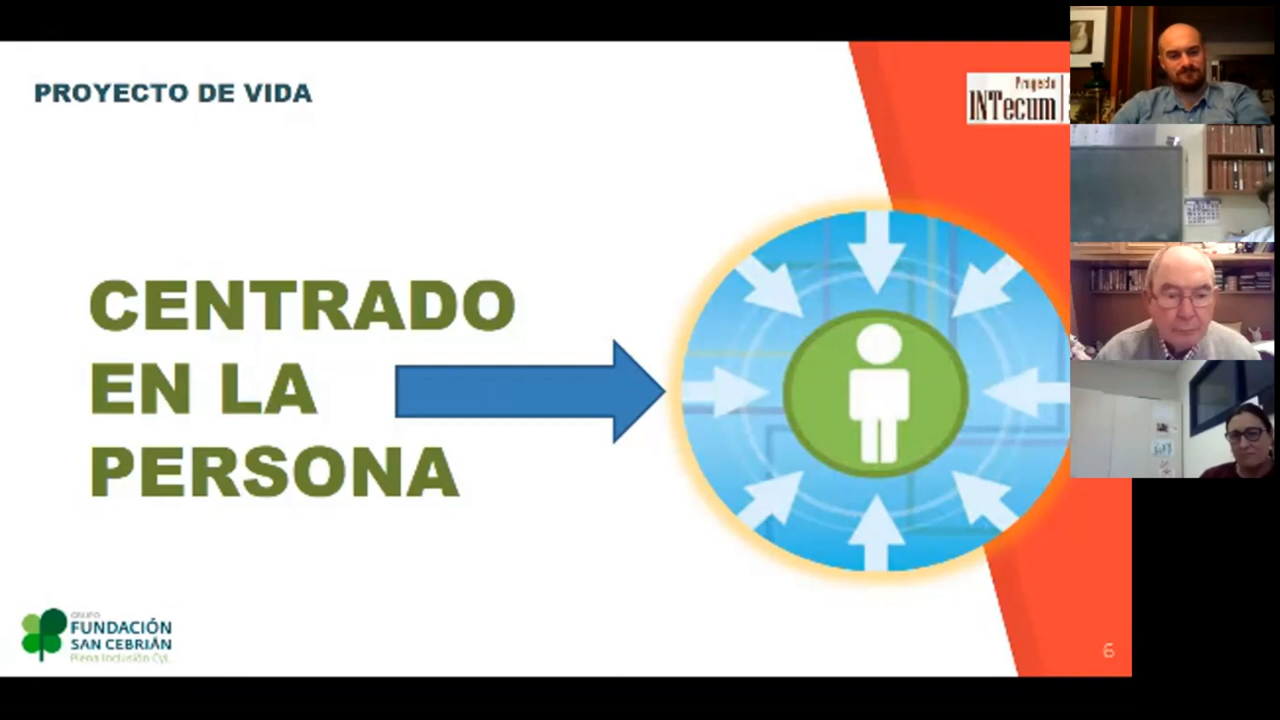 PROYECTO DE VIDA
Proyecto
INTecum
CENTRADO
EN LA
PERSONA
GRUPO
FUNDACIÓN
SAN CEBRIÁN
Plena Inclusión CyL
6